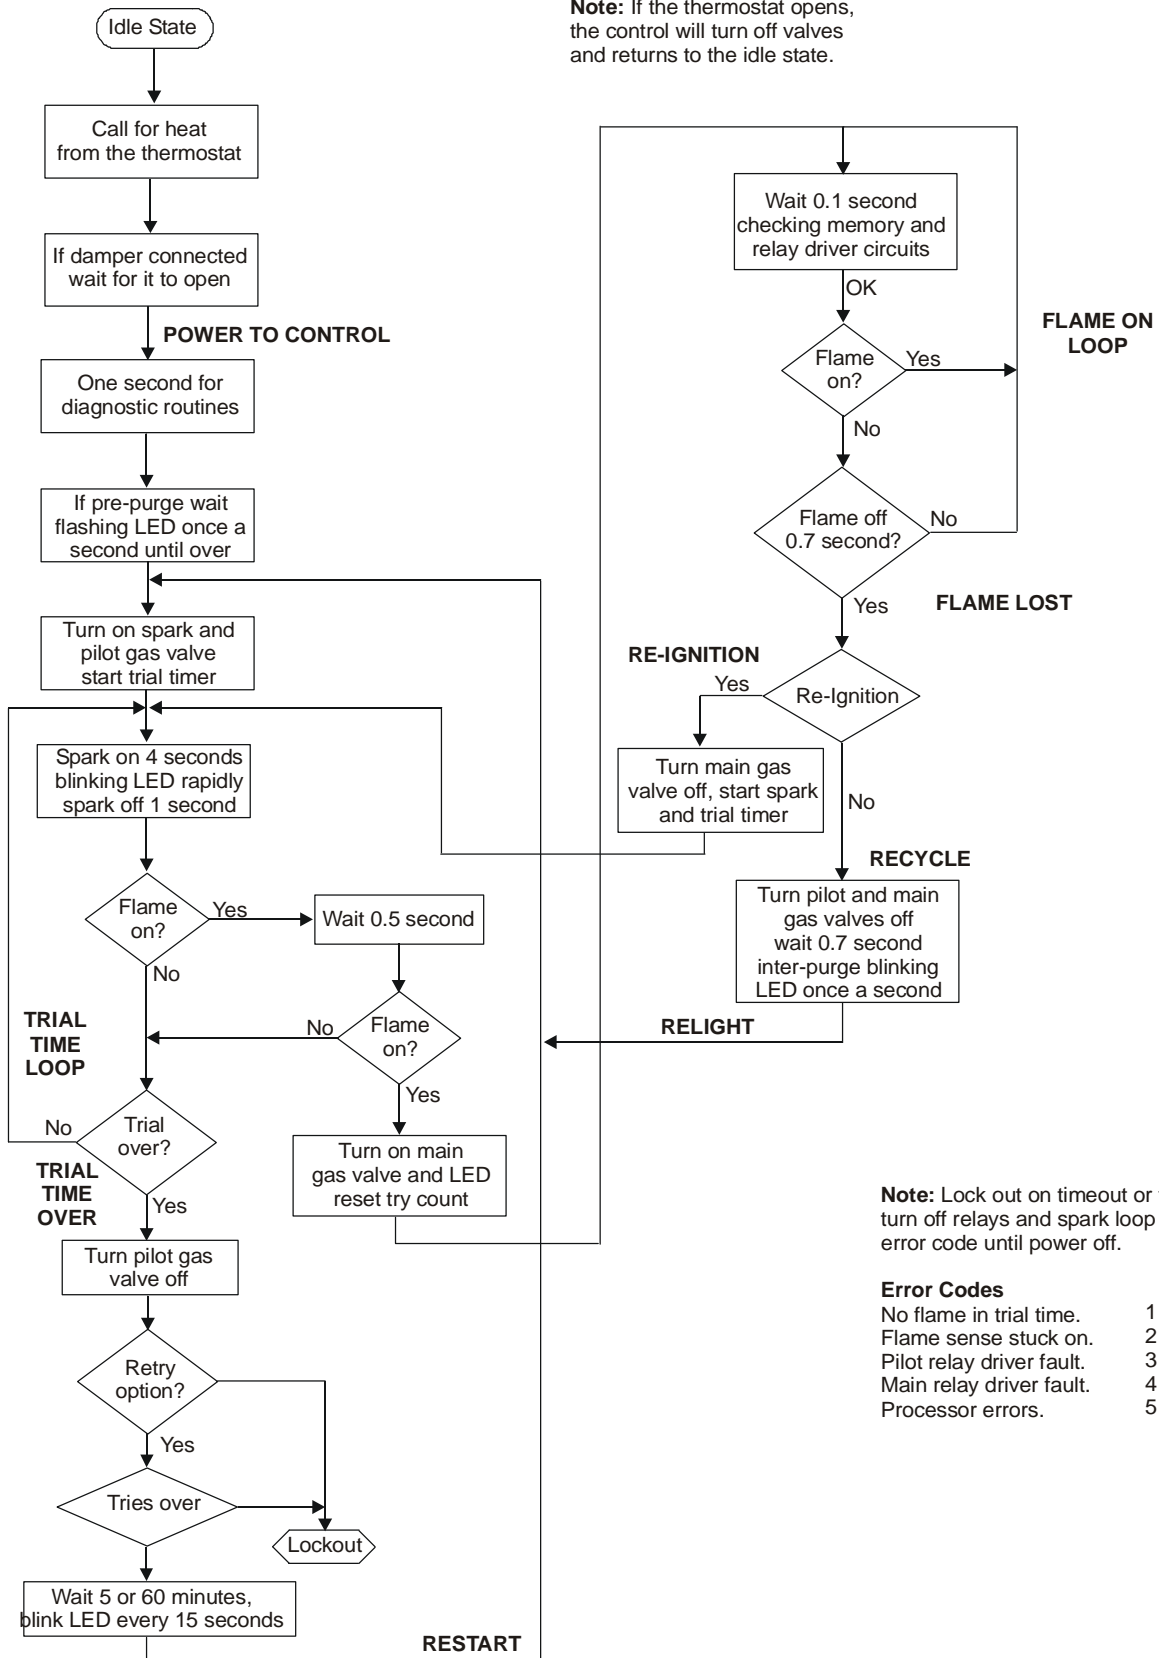 Idle State
Note: If the thermostat opens,
the control will turn off valves
and returns to the idle state.
Call for heat
from the thermostat
If damper connected
wait for it to open
POWER TO CONTROL
One second for
diagnostic routines
If pre-purge wait
flashing LED once a
second until over
Turn on spark and
pilot gas valve
start trial timer
Spark on 4 seconds
blinking LED rapidly
spark off 1 second
Flame
on?
Yes
Wait 0.5 second
No
Flame
on?
No
Yes
TRIAL
TIME
LOOP
Trial
over?
No
TRIAL
TIME
OVER
Yes
Turn on main
gas valve and LED
reset try count
Turn pilot gas
valve off
Retry
option?
Yes
Tries over
Lockout
Wait 5 or 60 minutes,
blink LED every 15 seconds
RESTART
Wait 0.1 second
checking memory and
relay driver circuits
OK
Flame
on?
Yes
FLAME ON
LOOP
No
Flame off
0.7 second?
No
Yes
FLAME LOST
RE-IGNITION
Yes
Re-Ignition
Turn main gas
valve off, start spark
and trial timer
No
RECYCLE
Turn pilot and main
gas valves off
wait 0.7 second
inter-purge blinking
LED once a second
RELIGHT
Note: Lock out on timeout or
turn off relays and spark loop
error code until power off.
Error Codes
No flame in trial time. 1
Flame sense stuck on. 2
Pilot relay driver fault. 3
Main relay driver fault. 4
Processor errors. 5